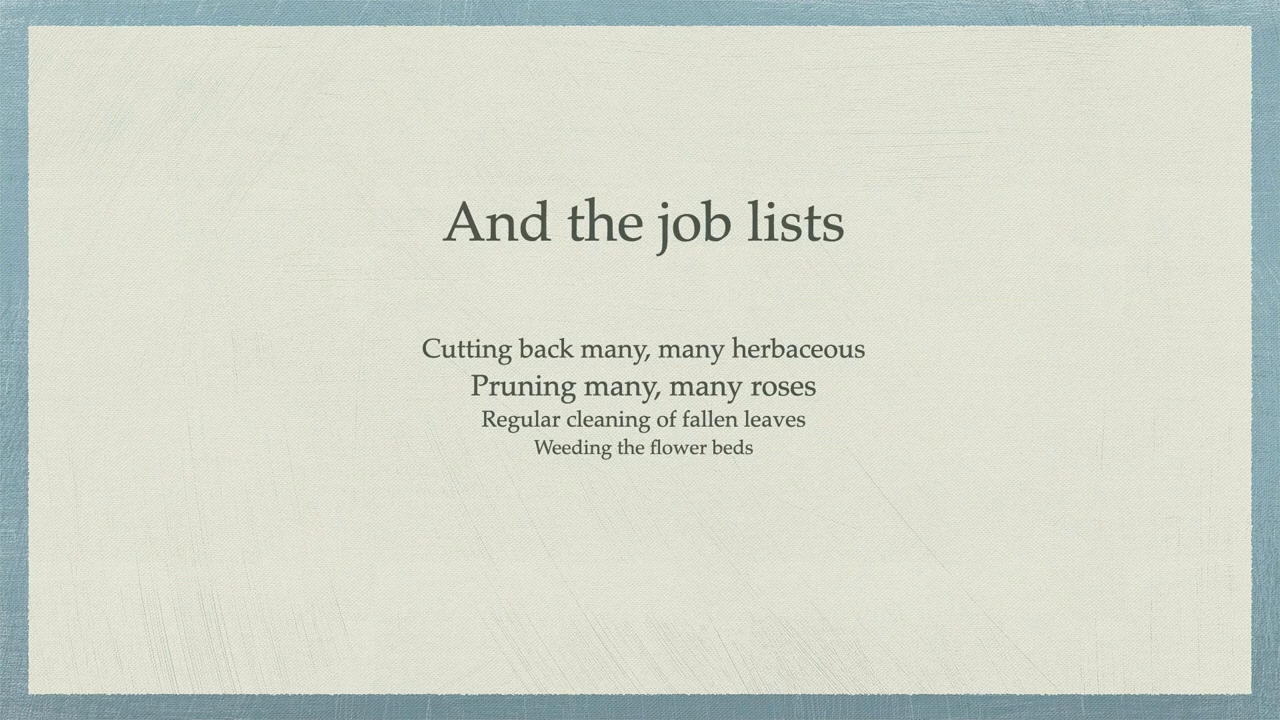 And the job lists
Cutting back many, many herbaceous
Pruning many, many roses
Regular cleaning of fallen leaves
Weeding the flower beds